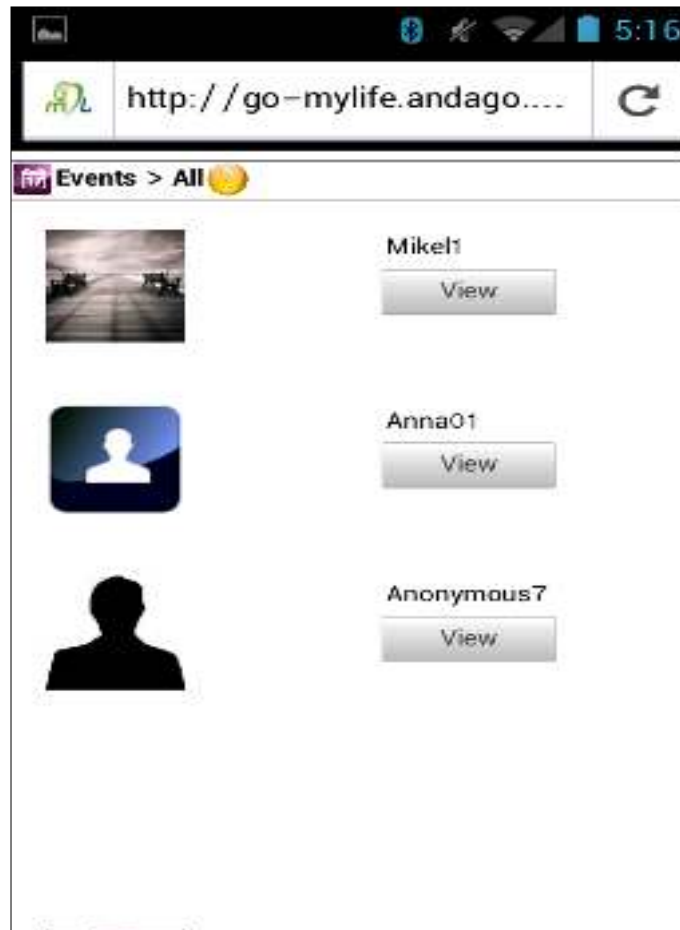 5:16
http://go-mylife.andago....
Events > All
Mikel1
View
Anna01
View
Anonymous7
View